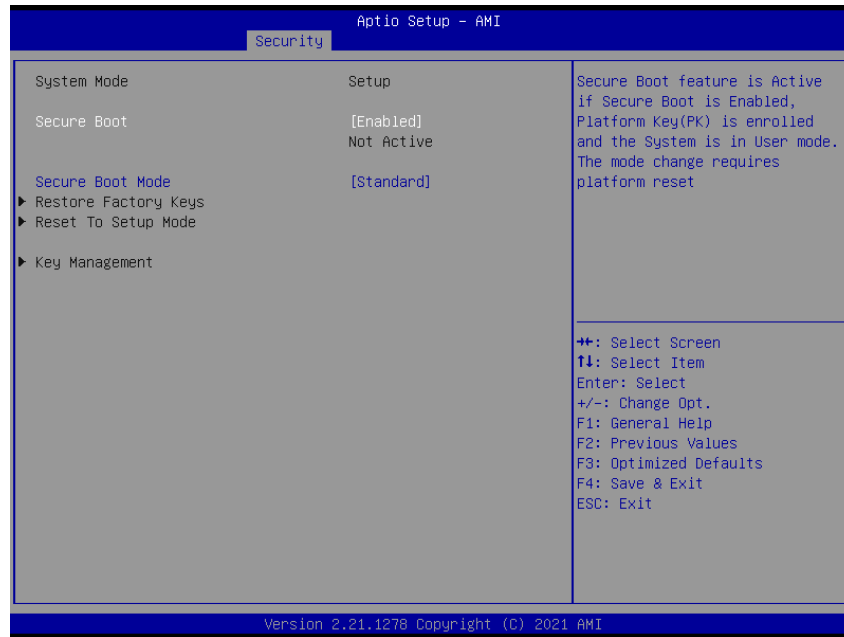 Aptio Setup – AMI
Security
System Mode Setup
Secure Boot [Enabled]
Not Active
Secure Boot Mode [Standard]
▶ Restore Factory Keys
▶ Reset To Setup Mode
▶ Key Management
Secure Boot feature is Active
if Secure Boot is Enabled,
Platform Key(PK) is enrolled
and the System is in User mode.
The mode change requires
platform reset
→←: Select Screen
↑↓: Select Item
Enter: Select
+/-: Change Opt.
F1: General Help
F2: Previous Values
F3: Optimized Defaults
F4: Save & Exit
ESC: Exit
Version 2.21.1278 Copyright (C) 2021 AMI